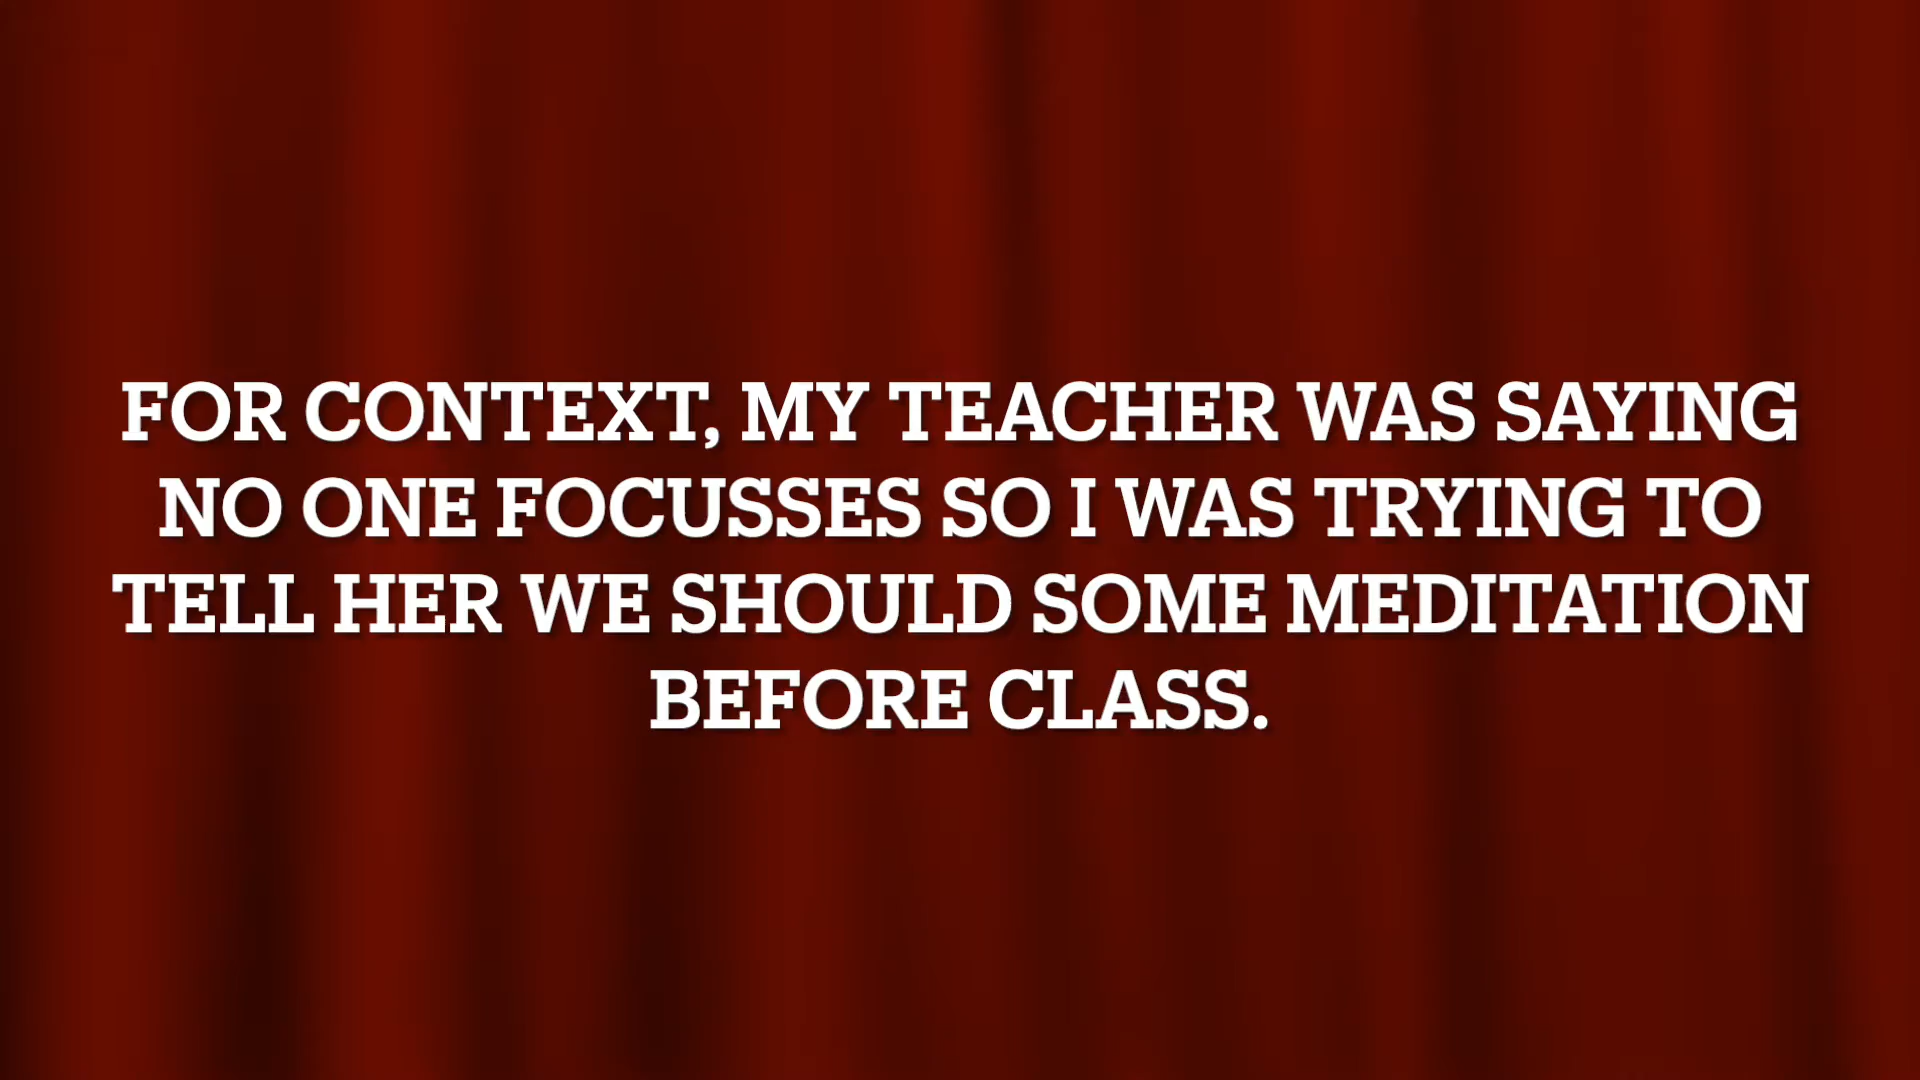 FOR CONTEXT, MY TEACHER WAS SAYING
NO ONE FOCUSSES SO I WAS TRYING TO
TELL HER WE SHOULD SOME MEDITATION
BEFORE CLASS.